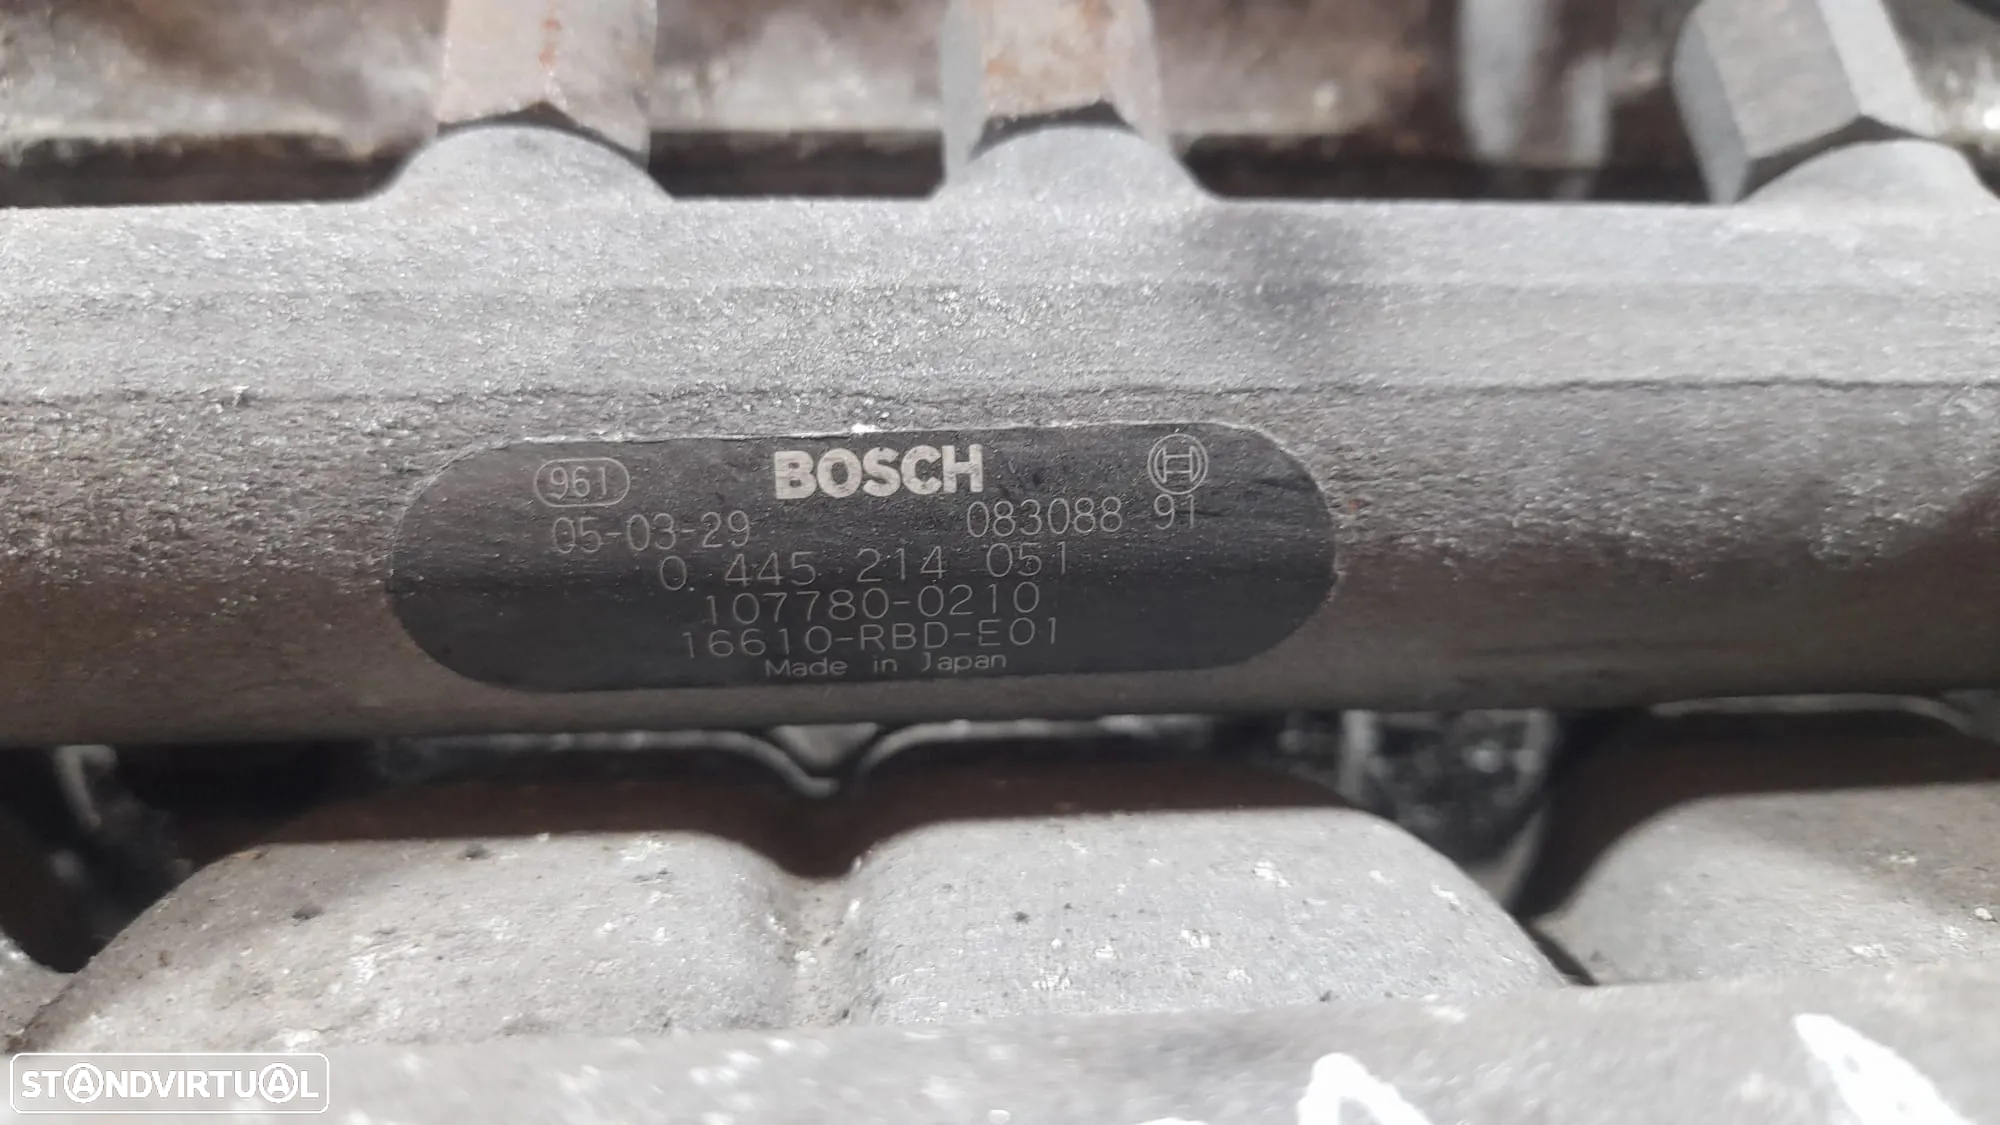 961 BOSCH
05-03-29 083088 91
0 445 214 051
107780-0210
16610-RBD-E01
Made in Japan
STANDVIRTUAL